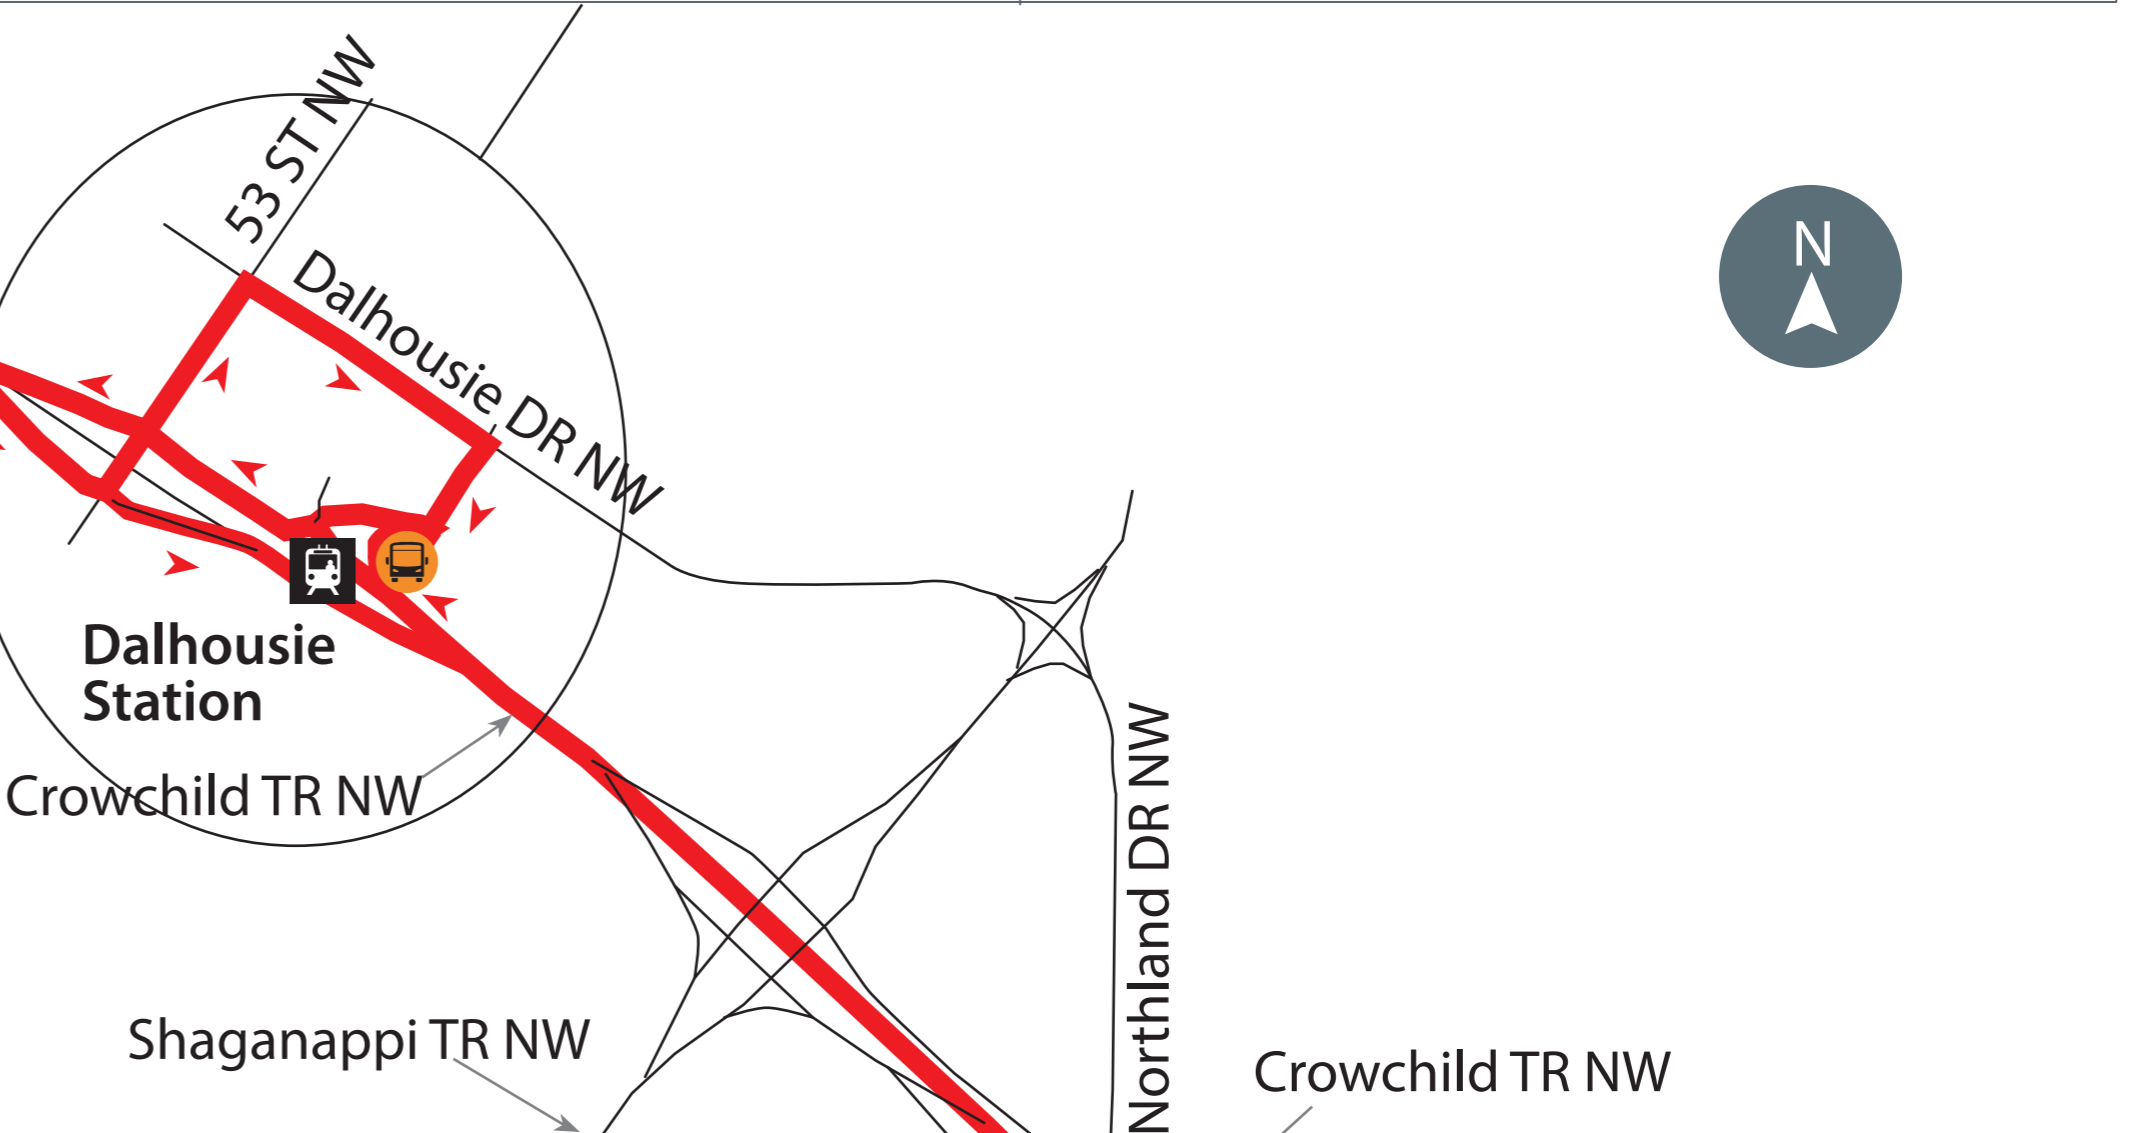 53 ST NW
N
Dalhousie DR NW
Dalhousie
Station
Crowchild TR NW
Northland DR NW
Shaganappi TR NW
Crowchild TR NW